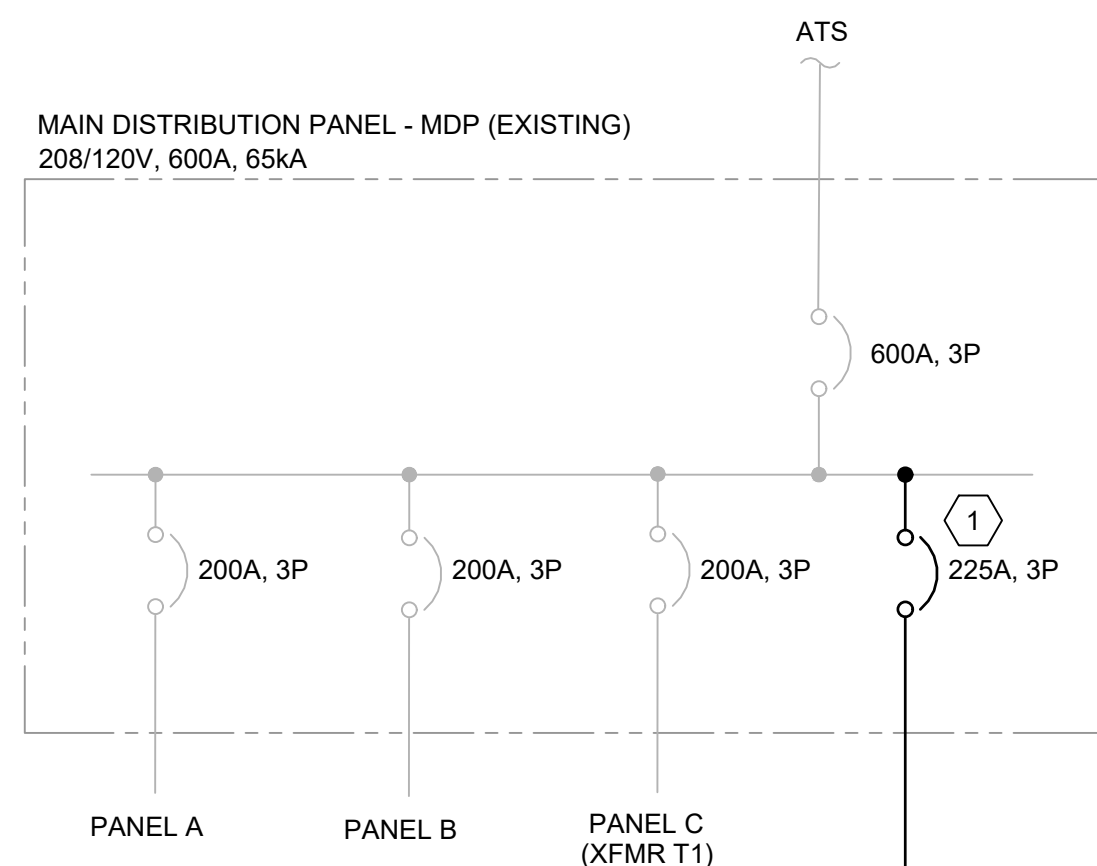 ATS
MAIN DISTRIBUTION PANEL - MDP (EXISTING)
208/120V, 600A, 65kA
600A, 3P
1
200A, 3P
200A, 3P
200A, 3P
225A, 3P
PANEL A
PANEL B
PANEL C
(XFMR T1)